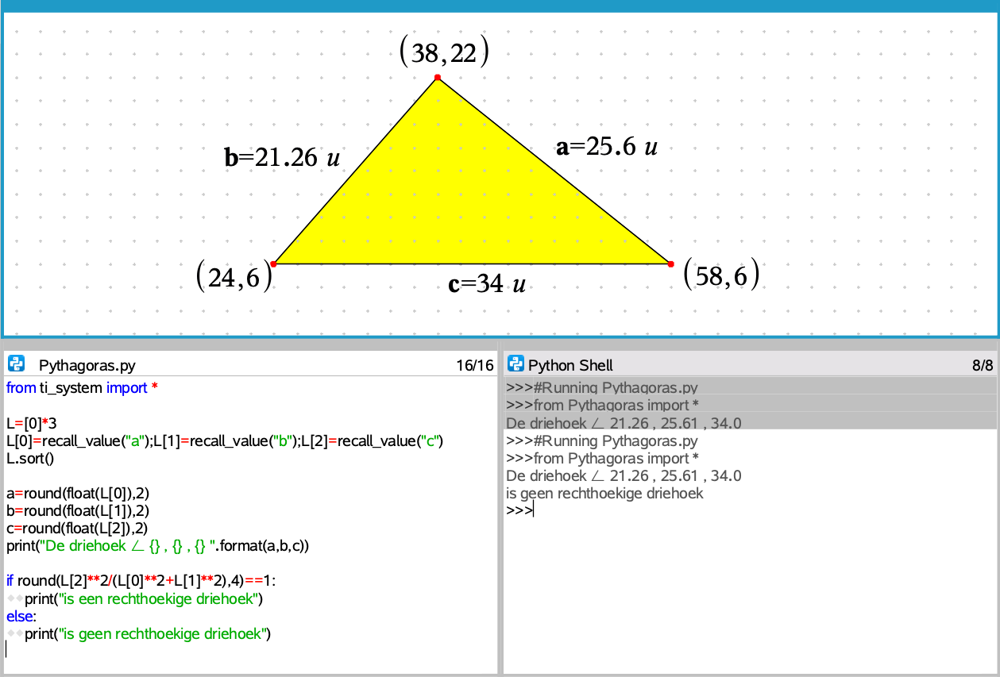 (38,22)
b=21.26 u
a=25.6 u
(24,6)
(58,6)
c=34 u
Pythagoras.py 16/16
from ti_system import *
L=[0]*3
L[0]=recall_value("a");L[1]=recall_value("b");L[2]=recall_value("c")
L.sort()
a=round(float(L[0]),2)
b=round(float(L[1]),2)
c=round(float(L[2]),2)
print("De driehoek ∠ {} , {} , {} ".format(a,b,c))
if round(L[2]**2/(L[0]**2+L[1]**2),4)==1:
◆◆print("is een rechthoekige driehoek")
else:
◆◆print("is geen rechthoekige driehoek")
Python Shell 8/8
>>>#Running Pythagoras.py
>>>from Pythagoras import *
De driehoek ∠ 21.26 , 25.61 , 34.0
>>>#Running Pythagoras.py
>>>from Pythagoras import *
De driehoek ∠ 21.26 , 25.61 , 34.0
is geen rechthoekige driehoek
>>>